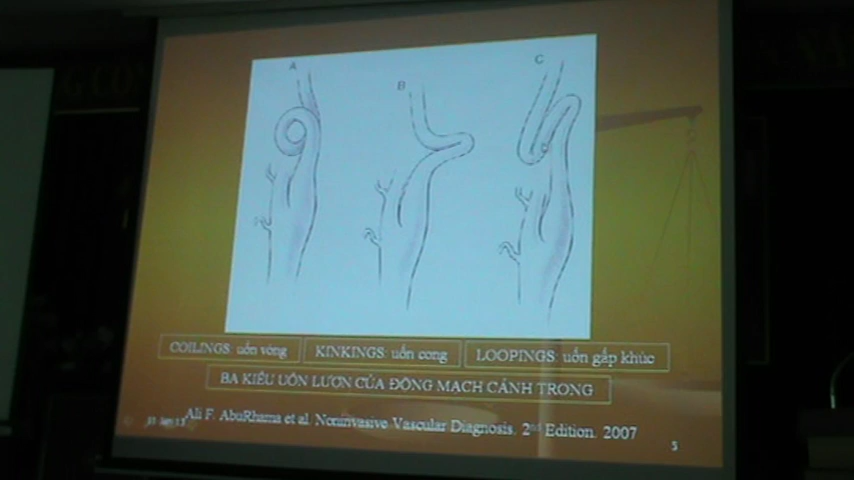 A
B
C
COILINGS: uốn vòng
KINKINGS: uốn cong
LOOPINGS: uốn gấp khúc
BA KIỂU UỐN LƯỢN CỦA ĐỘNG MẠCH CẢNH TRONG
Ali F. AbuRhama et al. Noninvasive Vascular Diagnosis. 2nd Edition. 2007
5